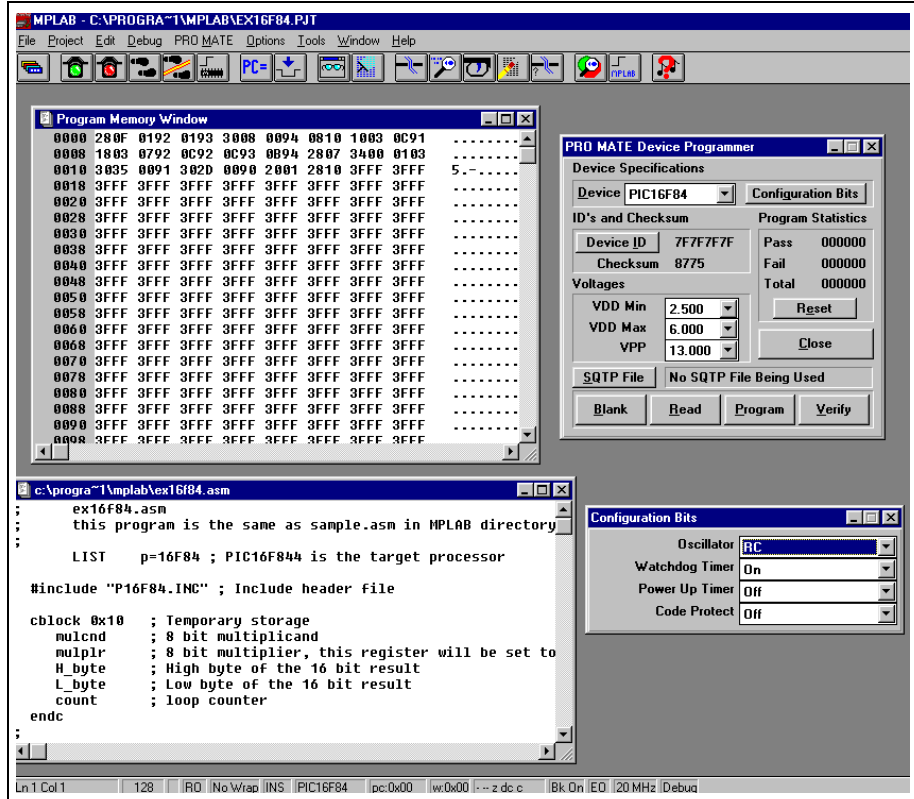 MPLAB - C:\PROGRA~1\MPLAB\EX16F84.PJT
File Project Edit Debug PRO MATE Options Tools Window Help
PC=
MPLAB
Program Memory Window
0000 280F 0192 0193 3008 0094 0810 1003 0C91 ........
0008 1803 0792 0C92 0C93 0B94 2807 3400 0103 ........
0010 3035 0091 302D 0090 2001 2810 3FFF 3FFF 5.-.....
0018 3FFF 3FFF 3FFF 3FFF 3FFF 3FFF 3FFF 3FFF ........
0020 3FFF 3FFF 3FFF 3FFF 3FFF 3FFF 3FFF 3FFF ........
0028 3FFF 3FFF 3FFF 3FFF 3FFF 3FFF 3FFF 3FFF ........
0030 3FFF 3FFF 3FFF 3FFF 3FFF 3FFF 3FFF 3FFF ........
0038 3FFF 3FFF 3FFF 3FFF 3FFF 3FFF 3FFF 3FFF ........
0040 3FFF 3FFF 3FFF 3FFF 3FFF 3FFF 3FFF 3FFF ........
0048 3FFF 3FFF 3FFF 3FFF 3FFF 3FFF 3FFF 3FFF ........
0050 3FFF 3FFF 3FFF 3FFF 3FFF 3FFF 3FFF 3FFF ........
0058 3FFF 3FFF 3FFF 3FFF 3FFF 3FFF 3FFF 3FFF ........
0060 3FFF 3FFF 3FFF 3FFF 3FFF 3FFF 3FFF 3FFF ........
0068 3FFF 3FFF 3FFF 3FFF 3FFF 3FFF 3FFF 3FFF ........
0070 3FFF 3FFF 3FFF 3FFF 3FFF 3FFF 3FFF 3FFF ........
0078 3FFF 3FFF 3FFF 3FFF 3FFF 3FFF 3FFF 3FFF ........
0080 3FFF 3FFF 3FFF 3FFF 3FFF 3FFF 3FFF 3FFF ........
0088 3FFF 3FFF 3FFF 3FFF 3FFF 3FFF 3FFF 3FFF ........
0090 3FFF 3FFF 3FFF 3FFF 3FFF 3FFF 3FFF 3FFF ........
0098 3FFF 3FFF 3FFF 3FFF 3FFF 3FFF 3FFF 3FFF ........
PRO MATE Device Programmer
Device Specifications
Device PIC16F84 Configuration Bits
ID's and Checksum Program Statistics
Device ID 7F7F7F7F Pass 000000
Checksum 8775 Fail 000000
Voltages Total 000000
VDD Min 2.500 Reset
VDD Max 6.000
VPP 13.000 Close
SQTP File No SQTP File Being Used
Blank Read Program Verify
c:\progra~1\mplab\ex16f84.asm
; ex16f84.asm
; this program is the same as sample.asm in MPLAB directory
;
LIST p=16F84 ; PIC16F844 is the target processor
#include "P16F84.INC" ; Include header file
cblock 0x10 ; Temporary storage
mulcnd ; 8 bit multiplicand
mulplr ; 8 bit multiplier, this register will be set to
H_byte ; High byte of the 16 bit result
L_byte ; Low byte of the 16 bit result
count ; loop counter
endc
;
Configuration Bits
Oscillator RC
Watchdog Timer On
Power Up Timer Off
Code Protect Off
Ln 1 Col 1 128 RO No Wrap INS PIC16F84 pc:0x00 w:0x00 - -- z dc c Bk On EO 20 MHz Debug